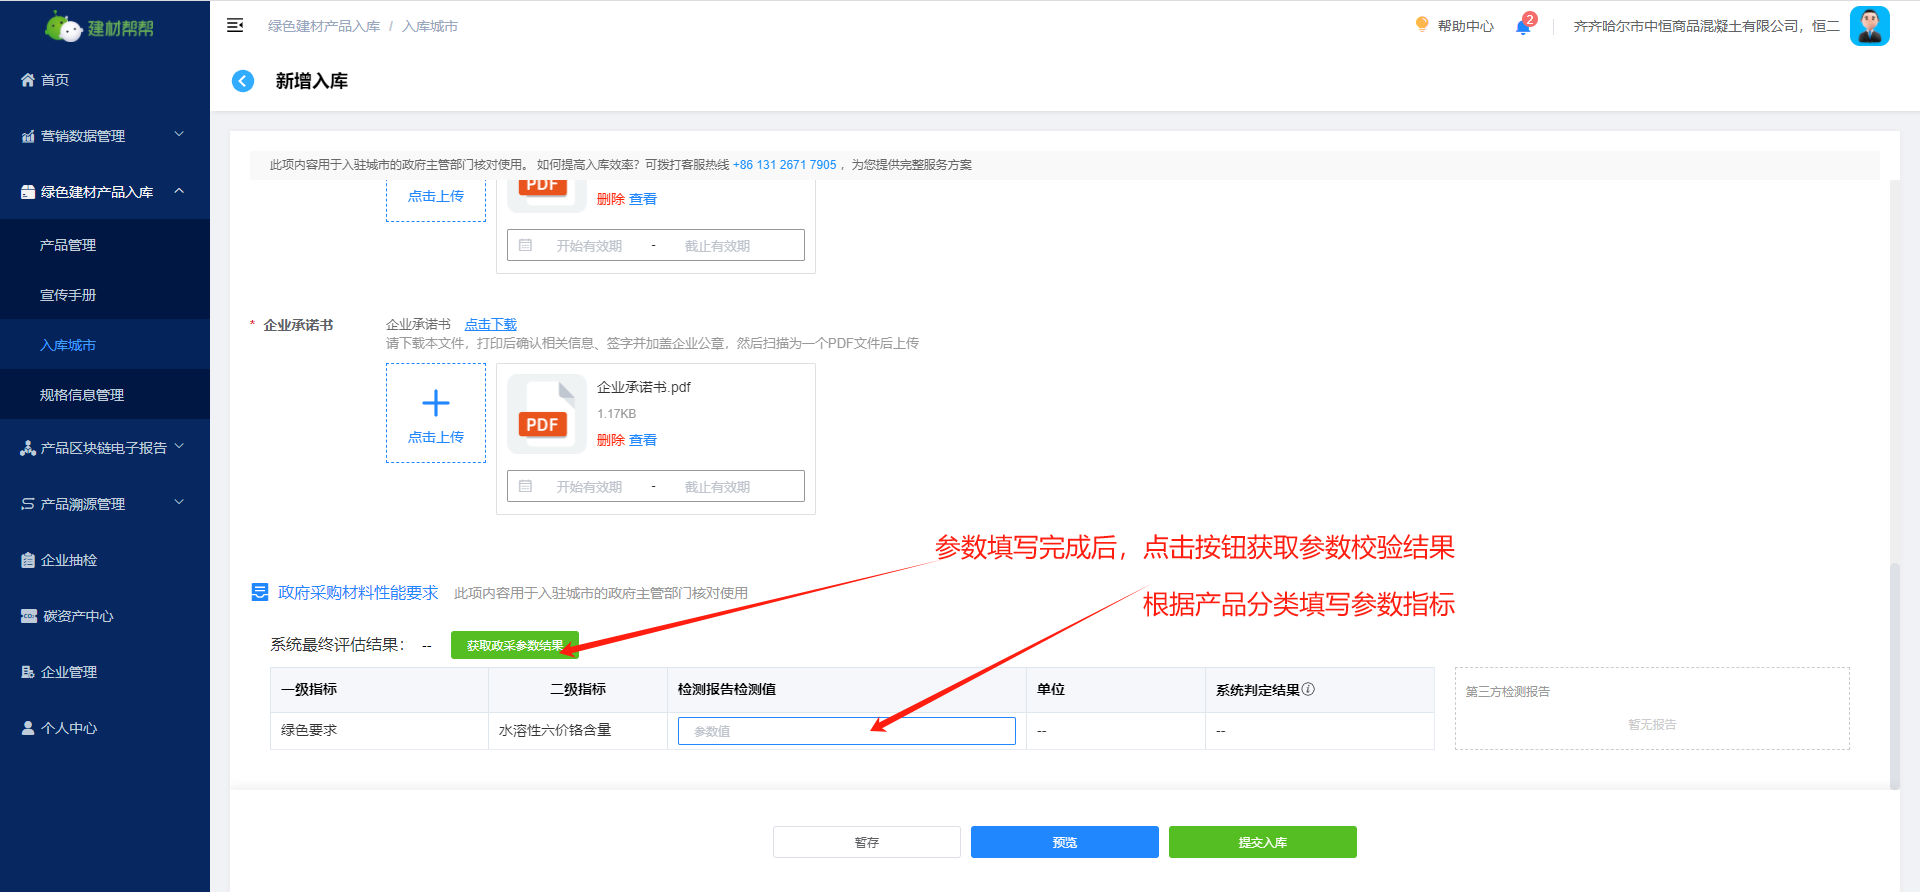 建材帮帮
绿色建材产品入库 / 入库城市
帮助中心
2
齐齐哈尔市中恒商品混凝土有限公司，恒二
首页
营销数据管理
绿色建材产品入库
产品管理
宣传手册
入库城市
规格信息管理
产品区块链电子报告
产品溯源管理
企业抽检
碳资产中心
企业管理
个人中心
新增入库
此项内容用于入驻城市的政府主管部门核对使用。 如何提高入库效率？可拨打客服热线 +86 131 2671 7905 ，为您提供完整服务方案
点击上传
PDF
删除 查看
开始有效期 - 截止有效期
* 企业承诺书
企业承诺书 点击下载
请下载本文件，打印后确认相关信息、签字并加盖企业公章，然后扫描为一个PDF文件后上传
点击上传
PDF
企业承诺书.pdf
1.17KB
删除 查看
开始有效期 - 截止有效期
参数填写完成后，点击按钮获取参数校验结果
根据产品分类填写参数指标
政府采购材料性能要求 此项内容用于入驻城市的政府主管部门核对使用
系统最终评估结果： -- 获取政采参数结果
一级指标 二级指标 检测报告检测值 单位 系统判定结果
绿色要求 水溶性六价铬含量 参数值 -- --
第三方检测报告
暂无报告
暂存 预览 提交入库